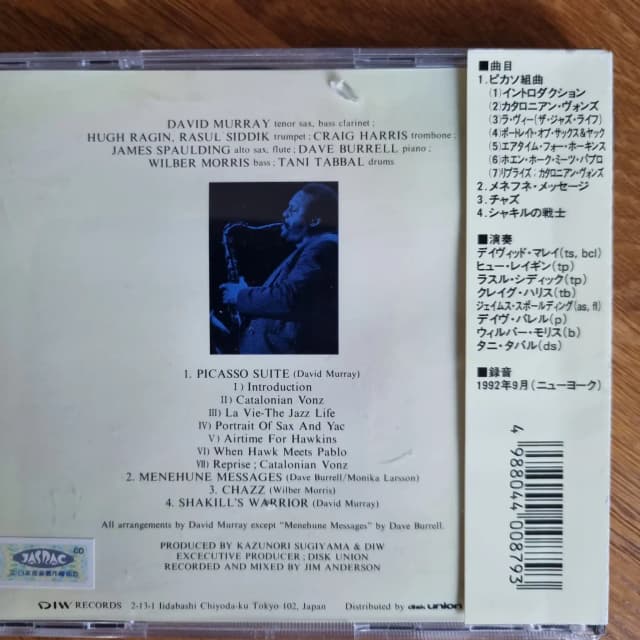 DAVID MURRAY tenor sax, bass clarinet ;
HUGH RAGIN, RASUL SIDDIK trumpet ; CRAIG HARRIS trombone ;
JAMES SPAULDING alto sax, flute ; DAVE BURRELL piano ;
WILBER MORRIS bass ; TANI TABBAL drums
1. PICASSO SUITE (David Murray)
I) Introduction
II) Catalonian Vonz
III) La Vie-The Jazz Life
IV) Portrait Of Sax And Yac
V) Airtime For Hawkins
VI) When Hawk Meets Pablo
VII) Reprise ; Catalonian Vonz
2. MENEHUNE MESSAGES (Dave Burrell/Monika Larsson)
3. CHAZZ (Wilber Morris)
4. SHAKILL'S WARRIOR (David Murray)
All arrangements by David Murray except "Menehune Messages" by Dave Burrell.
PRODUCED BY KAZUNORI SUGIYAMA & DIW
EXCECUTIVE PRODUCER ; DISK UNION
RECORDED AND MIXED BY JIM ANDERSON
DIW RECORDS 2-13-1 Iidabashi Chiyoda-ku Tokyo 102, Japan Distributed by disk union
JASRAC
CD
■曲目
1.ピカソ組曲
(1)イントロダクション
(2)カタロニアン・ヴォンズ
(3)ラ・ヴィー(ザ・ジャズ・ライフ)
(4)ポートレイト・オブ・サックス&ヤック
(5)エアタイム・フォー・ホーキンス
(6)ホエン・ホーク・ミーツ・パブロ
(7)リプライズ;カタロニアン・ヴォンズ
2.メネフネ・メッセージ
3.チャズ
4.シャキルの戦士
■演奏
デイヴィッド・マレイ(ts, bcl)
ヒュー・レイギン(tp)
ラスル・シディック(tp)
クレイグ・ハリス(tb)
ジェイムス・スポールディング(as, fl)
デイヴ・バレル(p)
ウィルバー・モリス(b)
タニ・タバル(ds)
■録音
1992年9月(ニューヨーク)
4 988044 008793